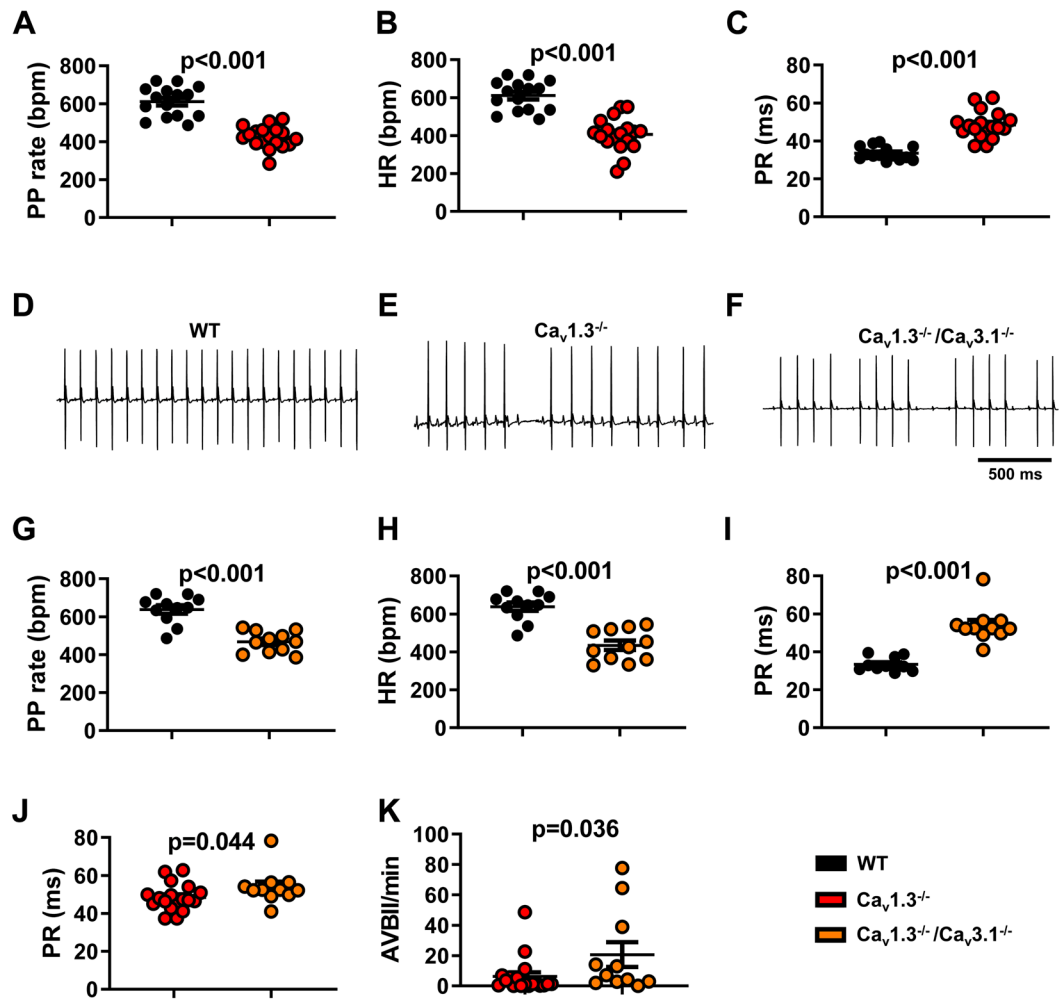 A
B
C
p<0.001
p<0.001
p<0.001
PP rate (bpm)
800
600
400
200
0
HR (bpm)
800
600
400
200
0
PR (ms)
80
60
40
20
0
D
E
F
WT
Caᵥ1.3⁻/⁻
Caᵥ1.3⁻/⁻/Caᵥ3.1⁻/⁻
500 ms
G
H
I
p<0.001
p<0.001
p<0.001
PP rate (bpm)
800
600
400
200
0
HR (bpm)
800
600
400
200
0
PR (ms)
80
60
40
20
0
J
K
p=0.044
p=0.036
PR (ms)
80
60
40
20
0
AVBII/min
100
80
60
40
20
0
WT
Caᵥ1.3⁻/⁻
Caᵥ1.3⁻/⁻/Caᵥ3.1⁻/⁻